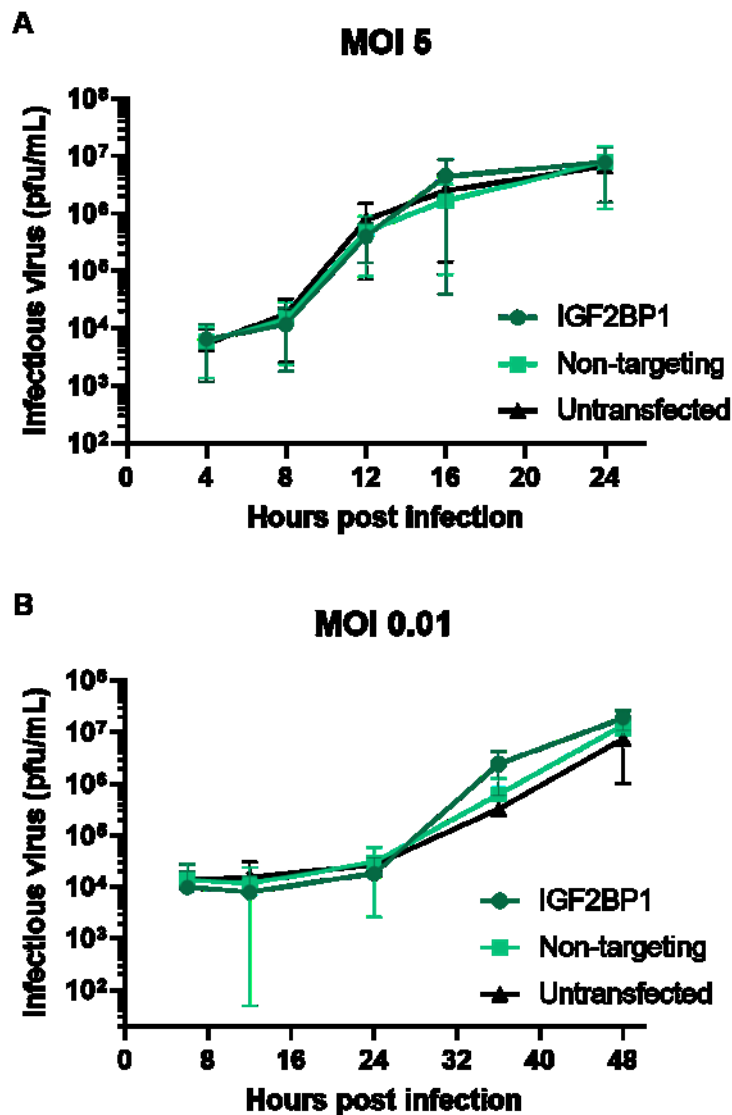 A
MOI 5
Infectious virus (pfu/mL)
10⁸
10⁷
10⁶
10⁵
10⁴
10³
10²
IGF2BP1
Non-targeting
Untransfected
0 4 8 12 16 20 24
Hours post infection
B
MOI 0.01
Infectious virus (pfu/mL)
10⁸
10⁷
10⁶
10⁵
10⁴
10³
10²
IGF2BP1
Non-targeting
Untransfected
0 8 16 24 32 40 48
Hours post infection